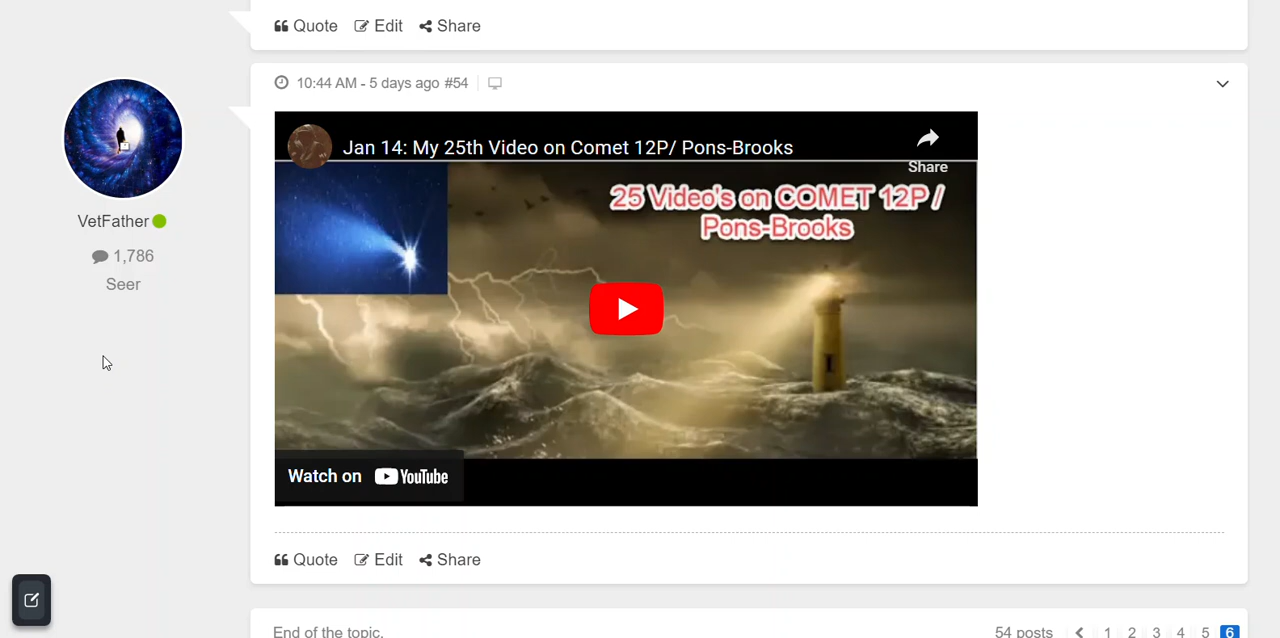 Quote Edit Share
10:44 AM - 5 days ago #54
VetFather
1,786
Seer
Jan 14: My 25th Video on Comet 12P/ Pons-Brooks
Share
25 Video's on COMET 12P /
Pons-Brooks
Watch on YouTube
Quote Edit Share
End of the topic.
54 posts 1 2 3 4 5 6